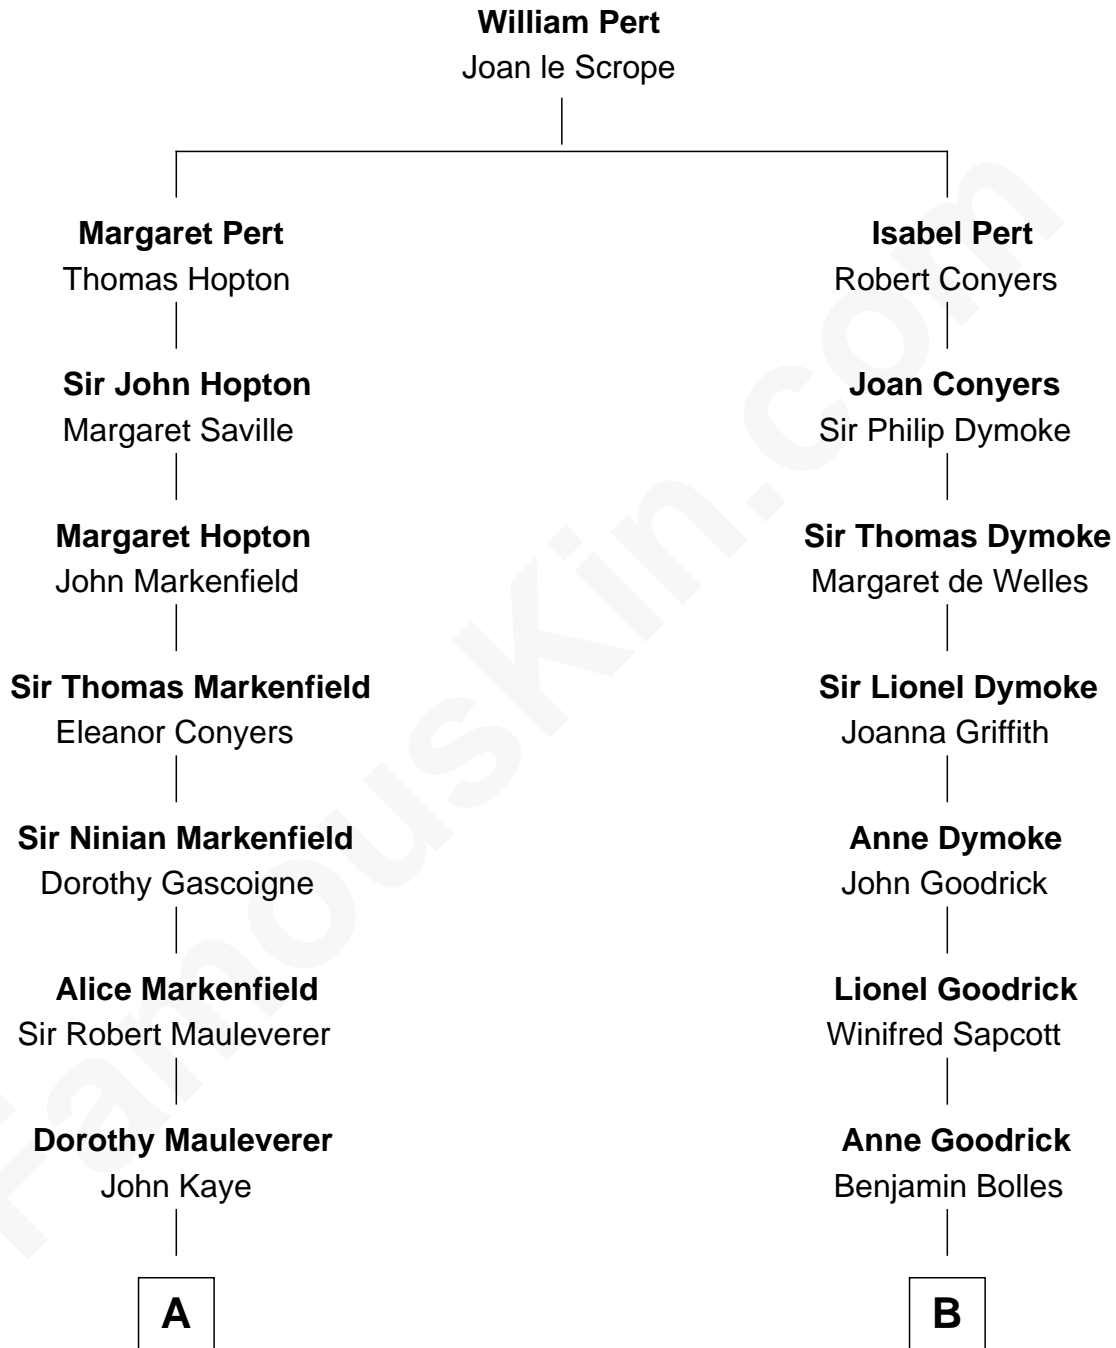 William Pert
Joan le Scrope
Margaret Pert
Thomas Hopton
Isabel Pert
Robert Conyers
Sir John Hopton
Margaret Saville
Joan Conyers
Sir Philip Dymoke
Margaret Hopton
John Markenfield
Sir Thomas Dymoke
Margaret de Welles
Sir Thomas Markenfield
Eleanor Conyers
Sir Lionel Dymoke
Joanna Griffith
Sir Ninian Markenfield
Dorothy Gascoigne
Anne Dymoke
John Goodrick
Alice Markenfield
Sir Robert Mauleverer
Lionel Goodrick
Winifred Sapcott
Dorothy Mauleverer
John Kaye
Anne Goodrick
Benjamin Bolles
A
B
FamousKin.com